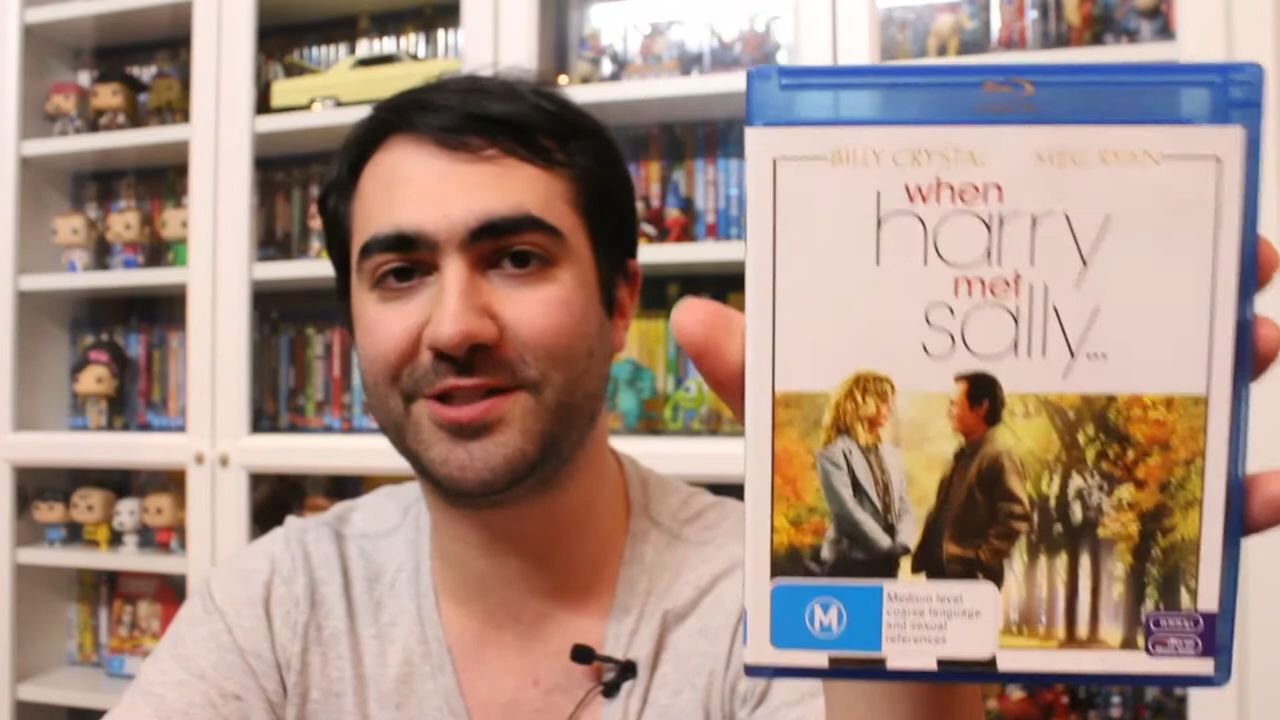 BILLY CRYSTAL MEG RYAN
when
harry
met
sally...
M
Medium level
coarse language
and sexual
references